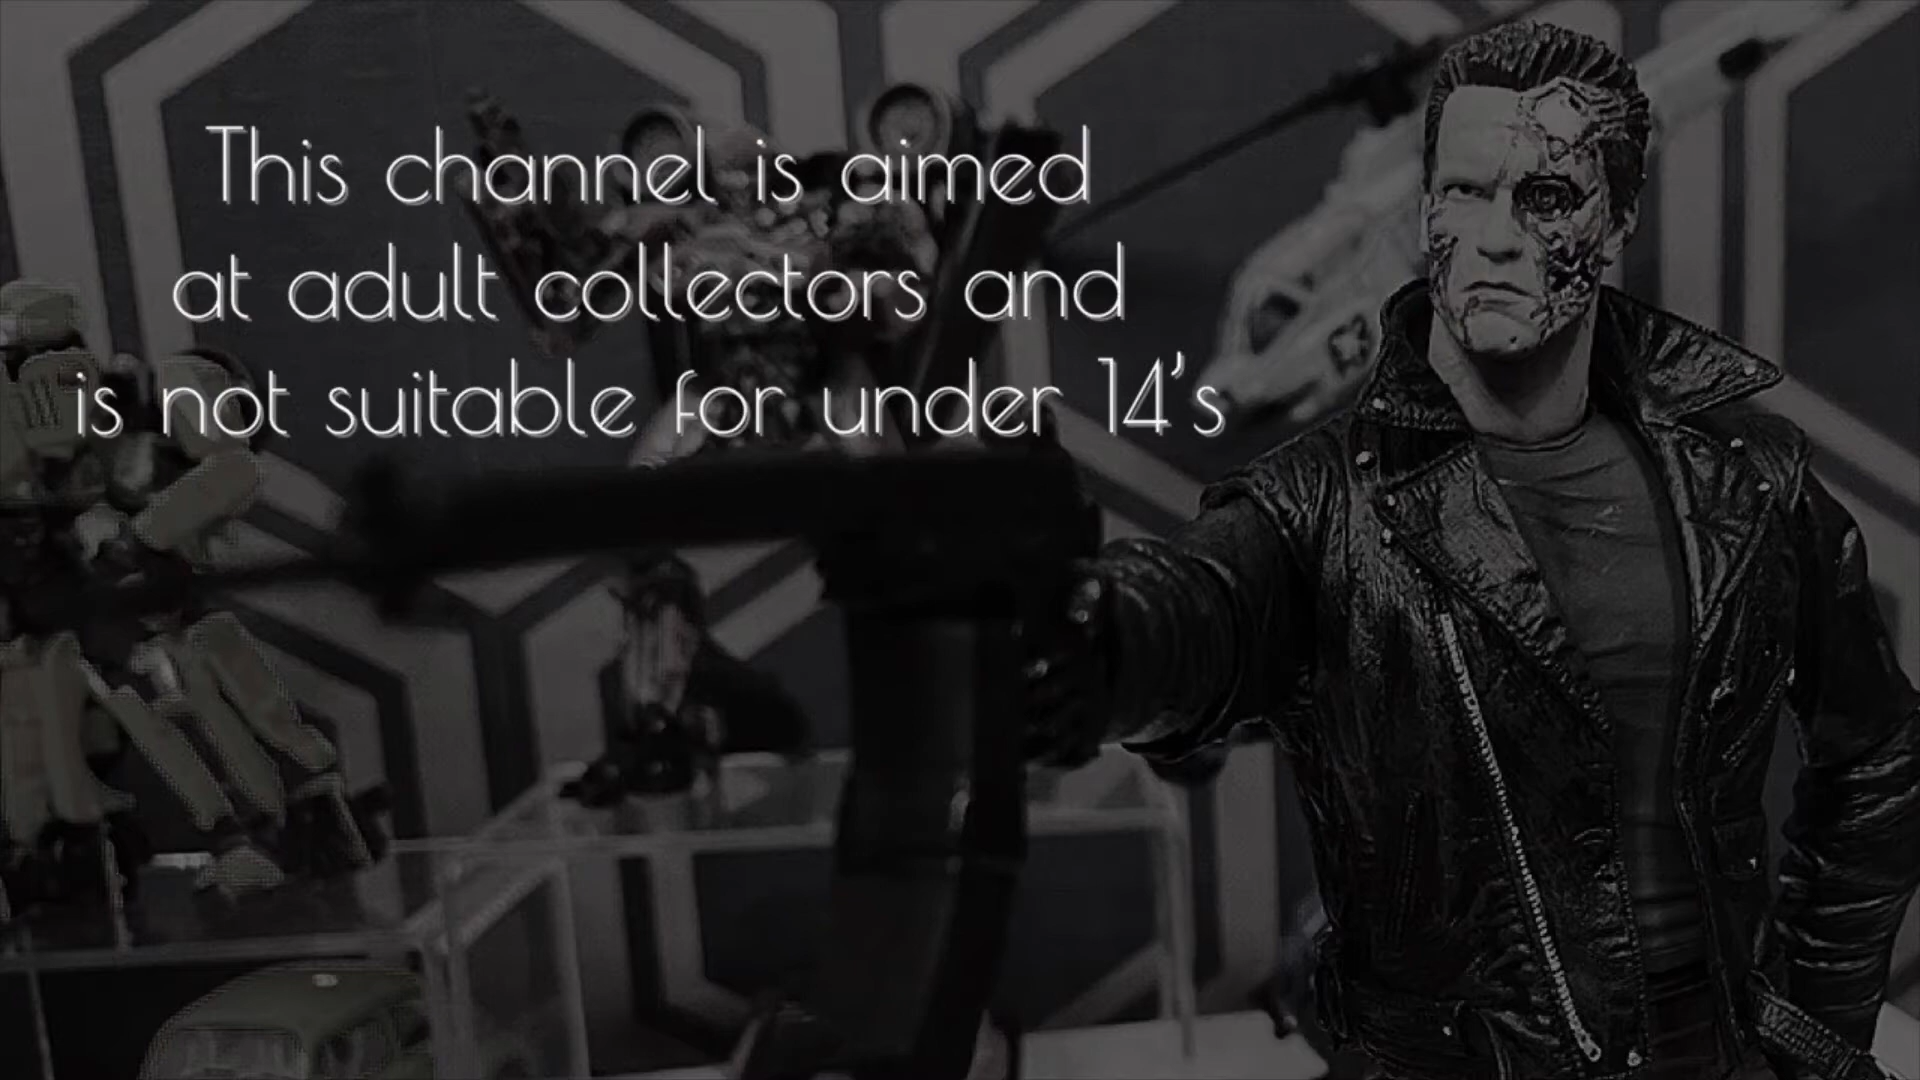 This channel is aimed
at adult collectors and
is not suitable for under 14's